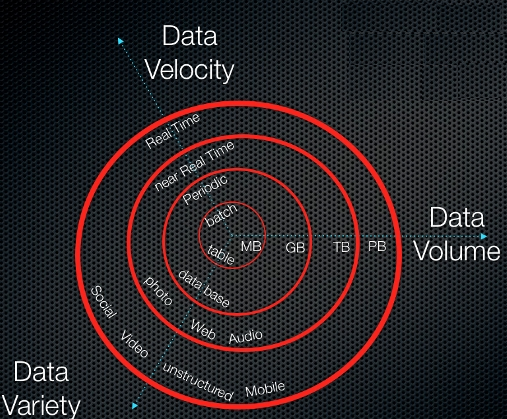 Data
Velocity
Real Time
near Real Time
Periodic
batch
table
data base
MB
GB
TB
PB
Data
Volume
photo
Web
Audio
Social
Video
unstructured
Mobile
Data
Variety